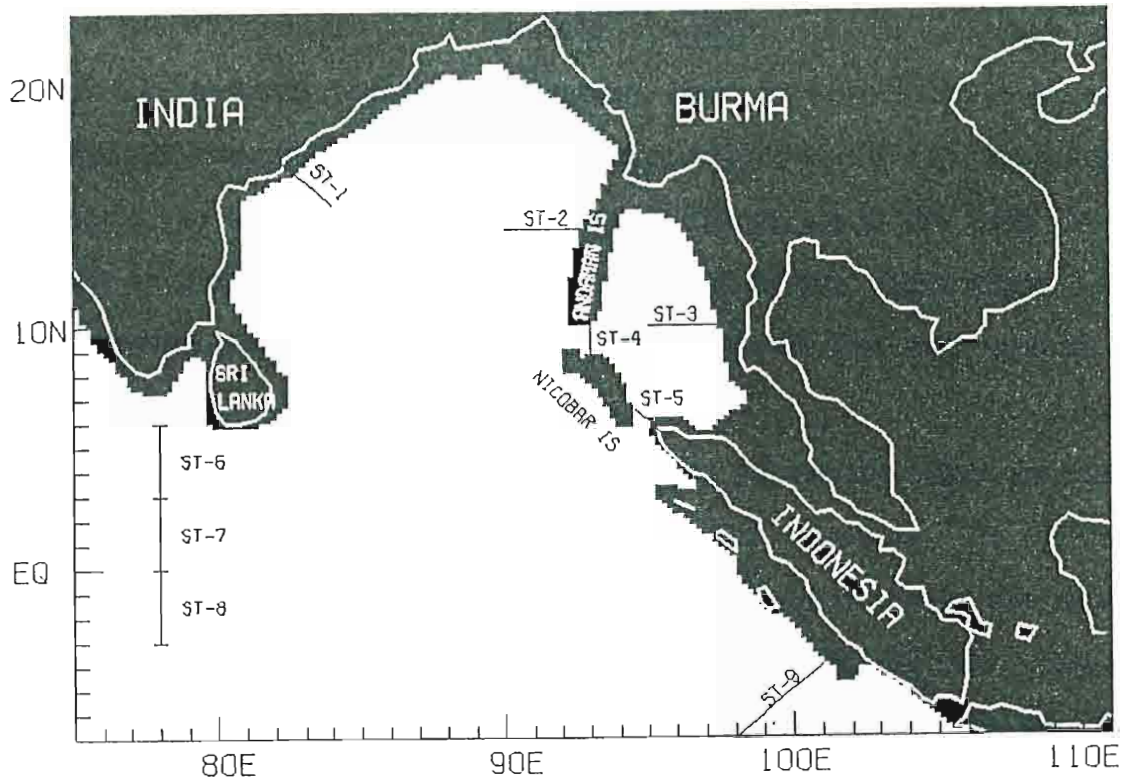 20N
INDIA
BURMA
ST-1
ST-2
ANDAMAN IS
ST-3
10N
ST-4
SRI
LANKA
NICOBAR IS
ST-5
ST-6
ST-7
INDONESIA
EQ
ST-8
ST-9
80E
90E
100E
110E